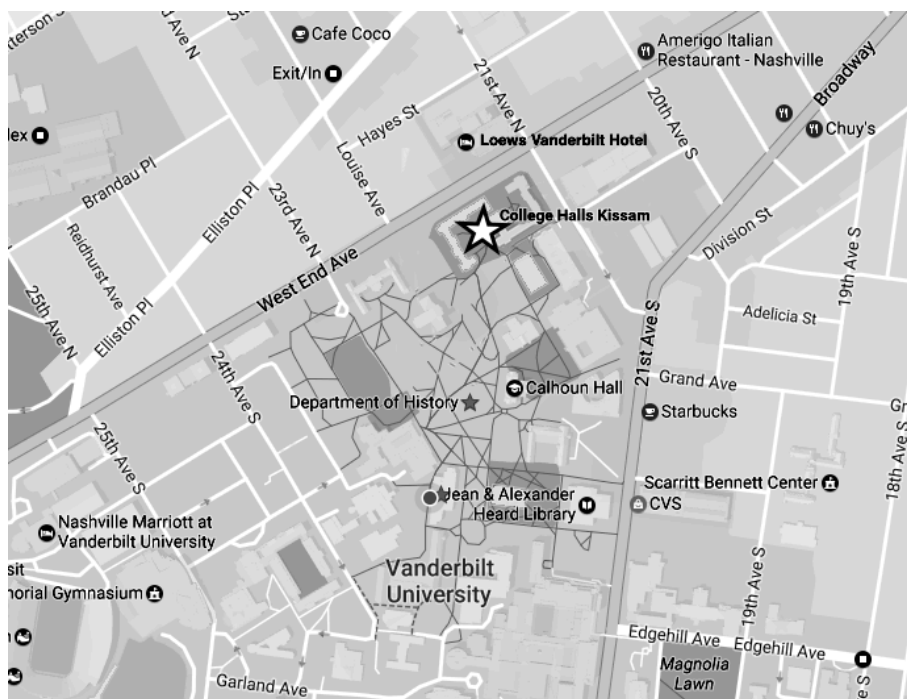 Cafe Coco
Exit/In
Amerigo Italian
Restaurant - Nashville
Broadway
Chuy's
21st Ave N
20th Ave S
Hayes St
Loews Vanderbilt Hotel
Louise Ave
Brandau Pl
Elliston Pl
23rd Ave N
College Halls Kissam
Reidhurst Ave
West End Ave
Division St
25th Ave N
Elliston Pl
19th Ave S
Adelicia St
21st Ave S
24th Ave S
Calhoun Hall
Grand Ave
Department of History
Starbucks
25th Ave S
18th Ave S
Scarritt Bennett Center
Jean & Alexander
Heard Library
CVS
Nashville Marriott at
Vanderbilt University
Vanderbilt
University
19th Ave S
morial Gymnasium
Edgehill Ave
Edgehill Ave
Magnolia
Lawn
Garland Ave